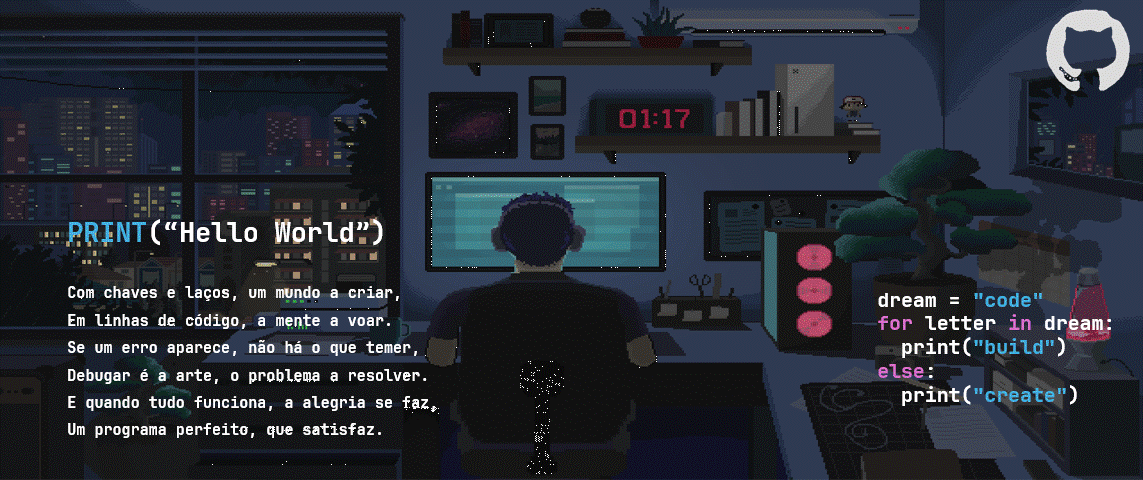 01:17
PRINT(“Hello World”)
Com chaves e laços, um mundo a criar,
Em linhas de código, a mente a voar.
Se um erro aparece, não há o que temer,
Debugar é a arte, o problema a resolver.
E quando tudo funciona, a alegria se faz,
Um programa perfeito, que satisfaz.
dream = "code"
for letter in dream:
  print("build")
else:
  print("create")